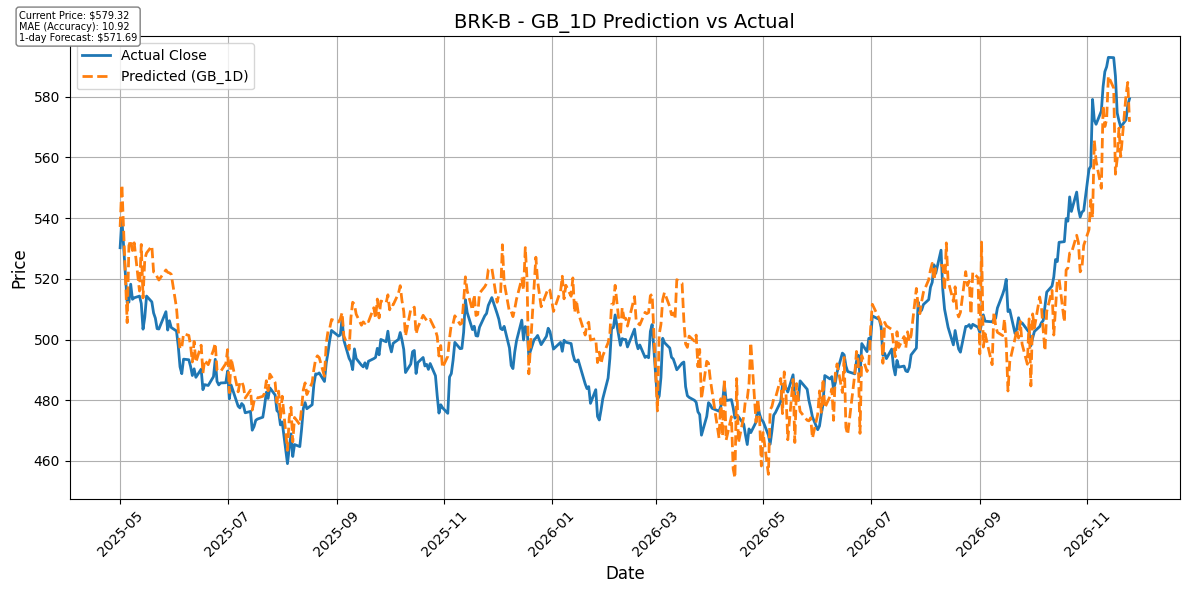 BRK-B - GB_1D Prediction vs Actual
Current Price: $579.32
MAE (Accuracy): 10.92
1-day Forecast: $571.69
Actual Close
Predicted (GB_1D)
Price
580
560
540
520
500
480
460
2025-05
2025-07
2025-09
2025-11
2026-01
2026-03
2026-05
2026-07
2026-09
2026-11
Date